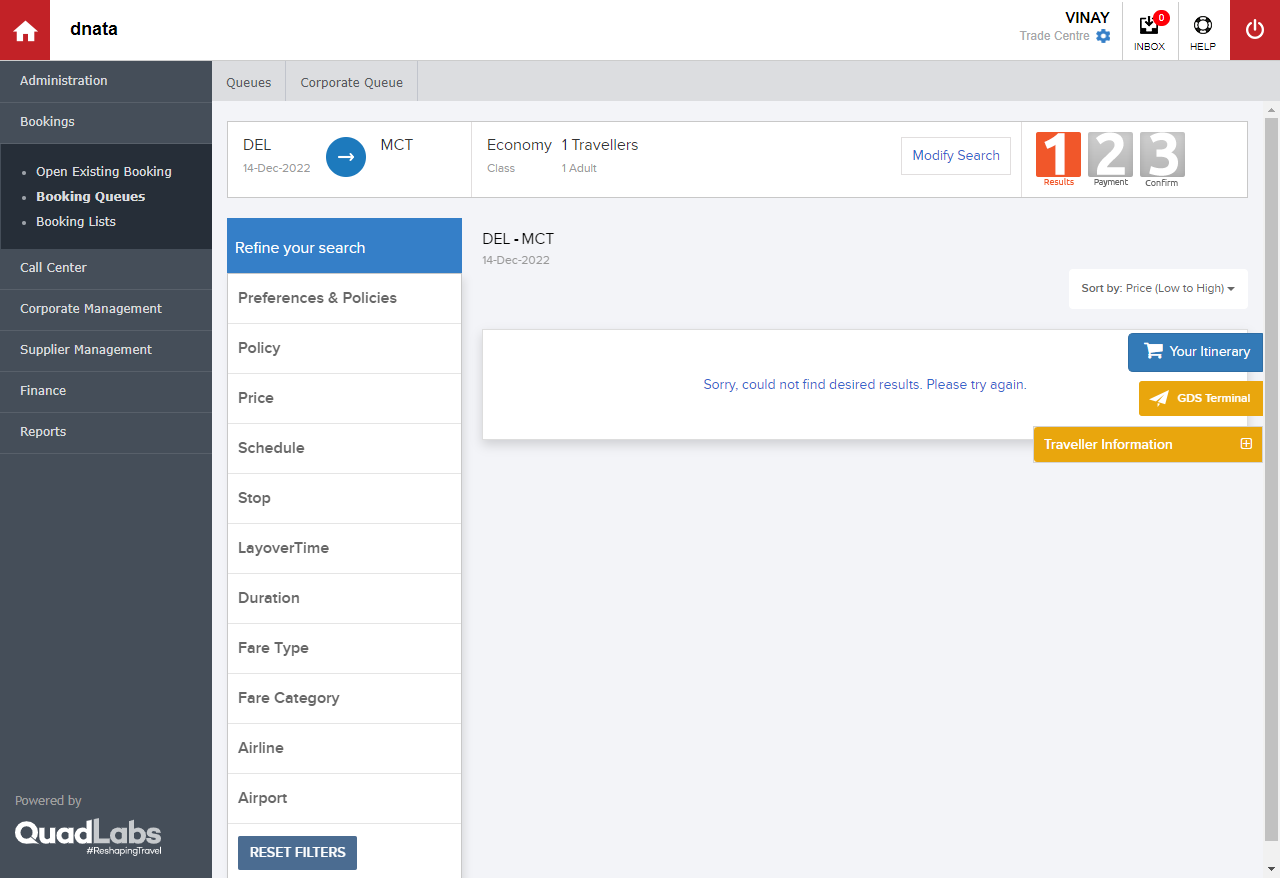 dnata
VINAY
Trade Centre
0
INBOX
HELP
Administration
Bookings
Open Existing Booking
Booking Queues
Booking Lists
Call Center
Corporate Management
Supplier Management
Finance
Reports
Powered by
QuadLabs
#ReshapingTravel
Queues
Corporate Queue
DEL
14-Dec-2022
MCT
Economy
Class
1 Travellers
1 Adult
Modify Search
1
Results
2
Payment
3
Confirm
Refine your search
Preferences & Policies
Policy
Price
Schedule
Stop
LayoverTime
Duration
Fare Type
Fare Category
Airline
Airport
RESET FILTERS
DEL - MCT
14-Dec-2022
Sort by: Price (Low to High)
Sorry, could not find desired results. Please try again.
Your Itinerary
GDS Terminal
Traveller Information